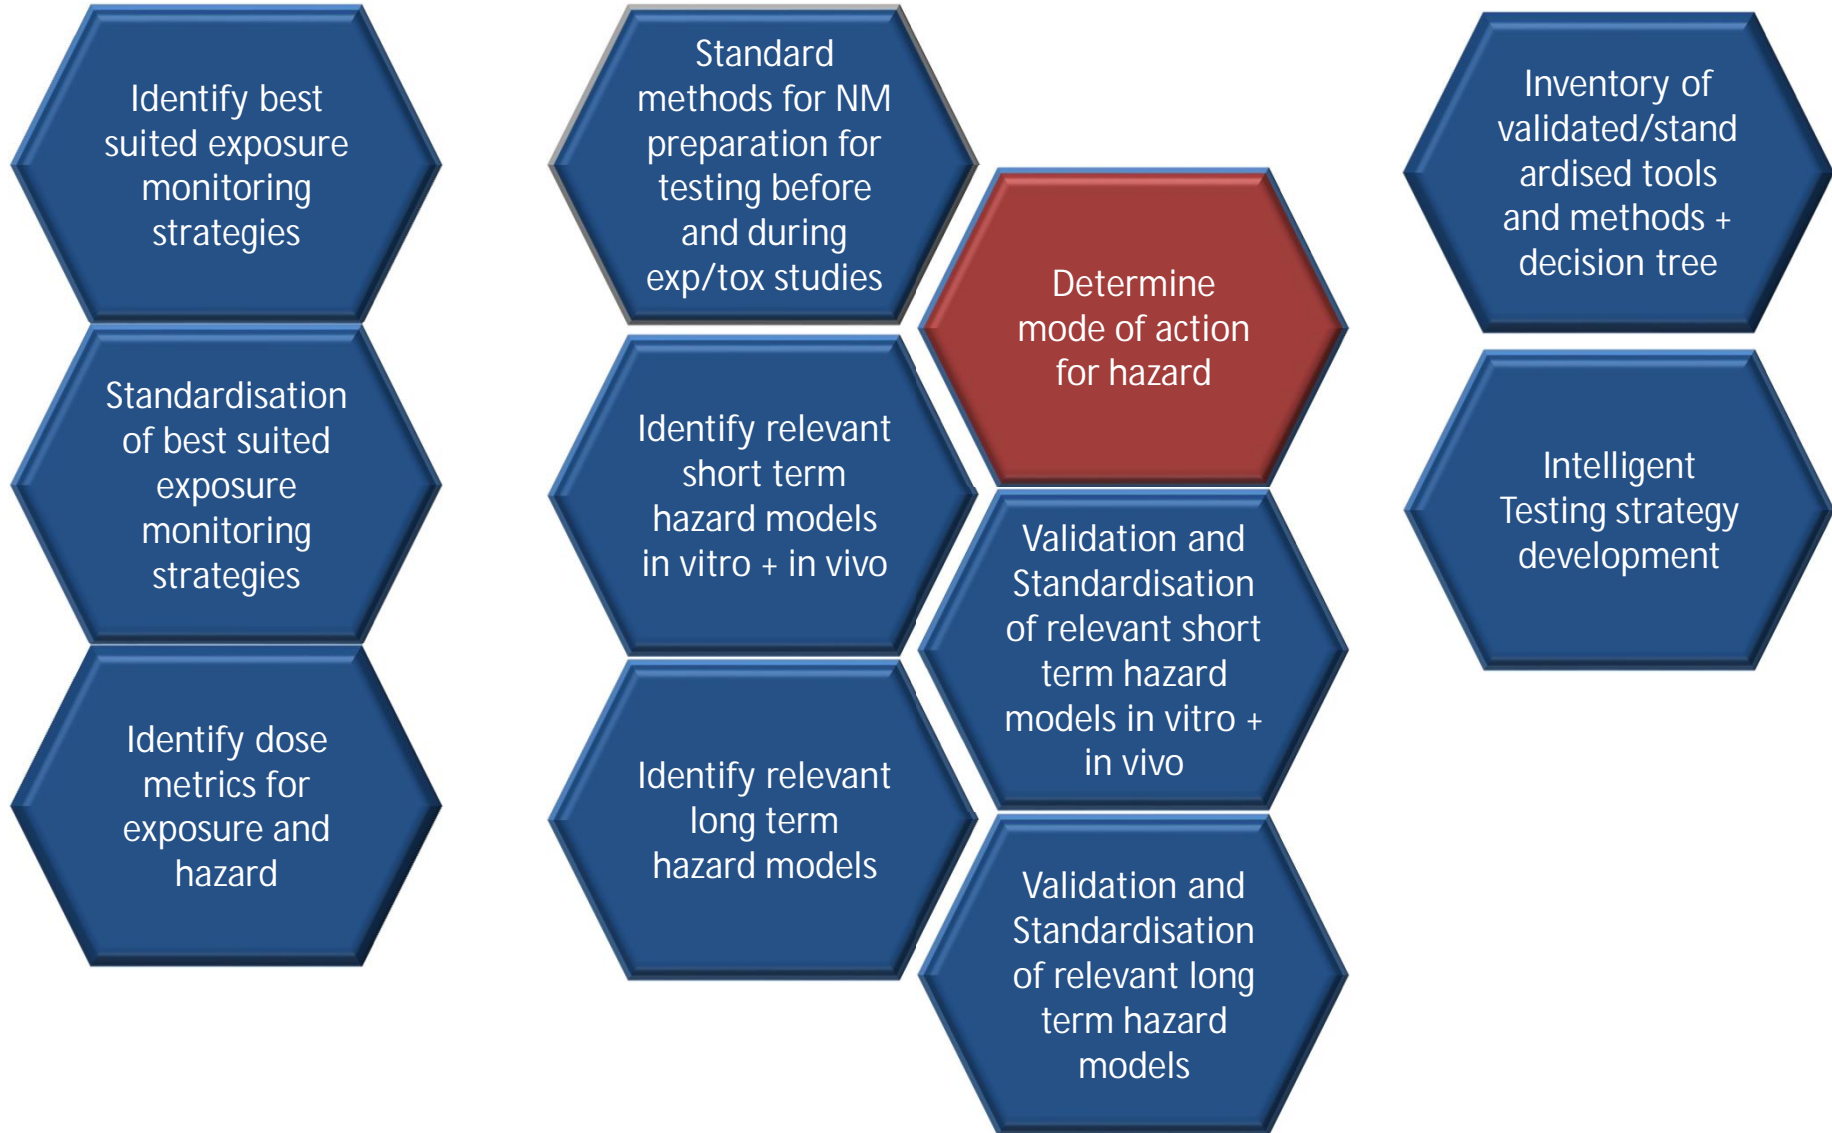 Identify best
suited exposure
monitoring
strategies
Standardisation
of best suited
exposure
monitoring
strategies
Identify dose
metrics for
exposure and
hazard
Standard
methods for NM
preparation for
testing before
and during
exp/tox studies
Identify relevant
short term
hazard models
in vitro + in vivo
Identify relevant
long term
hazard models
Determine
mode of action
for hazard
Validation and
Standardisation
of relevant short
term hazard
models in vitro +
in vivo
Validation and
Standardisation
of relevant long
term hazard
models
Inventory of
validated/stand
ardised tools
and methods +
decision tree
Intelligent
Testing strategy
development